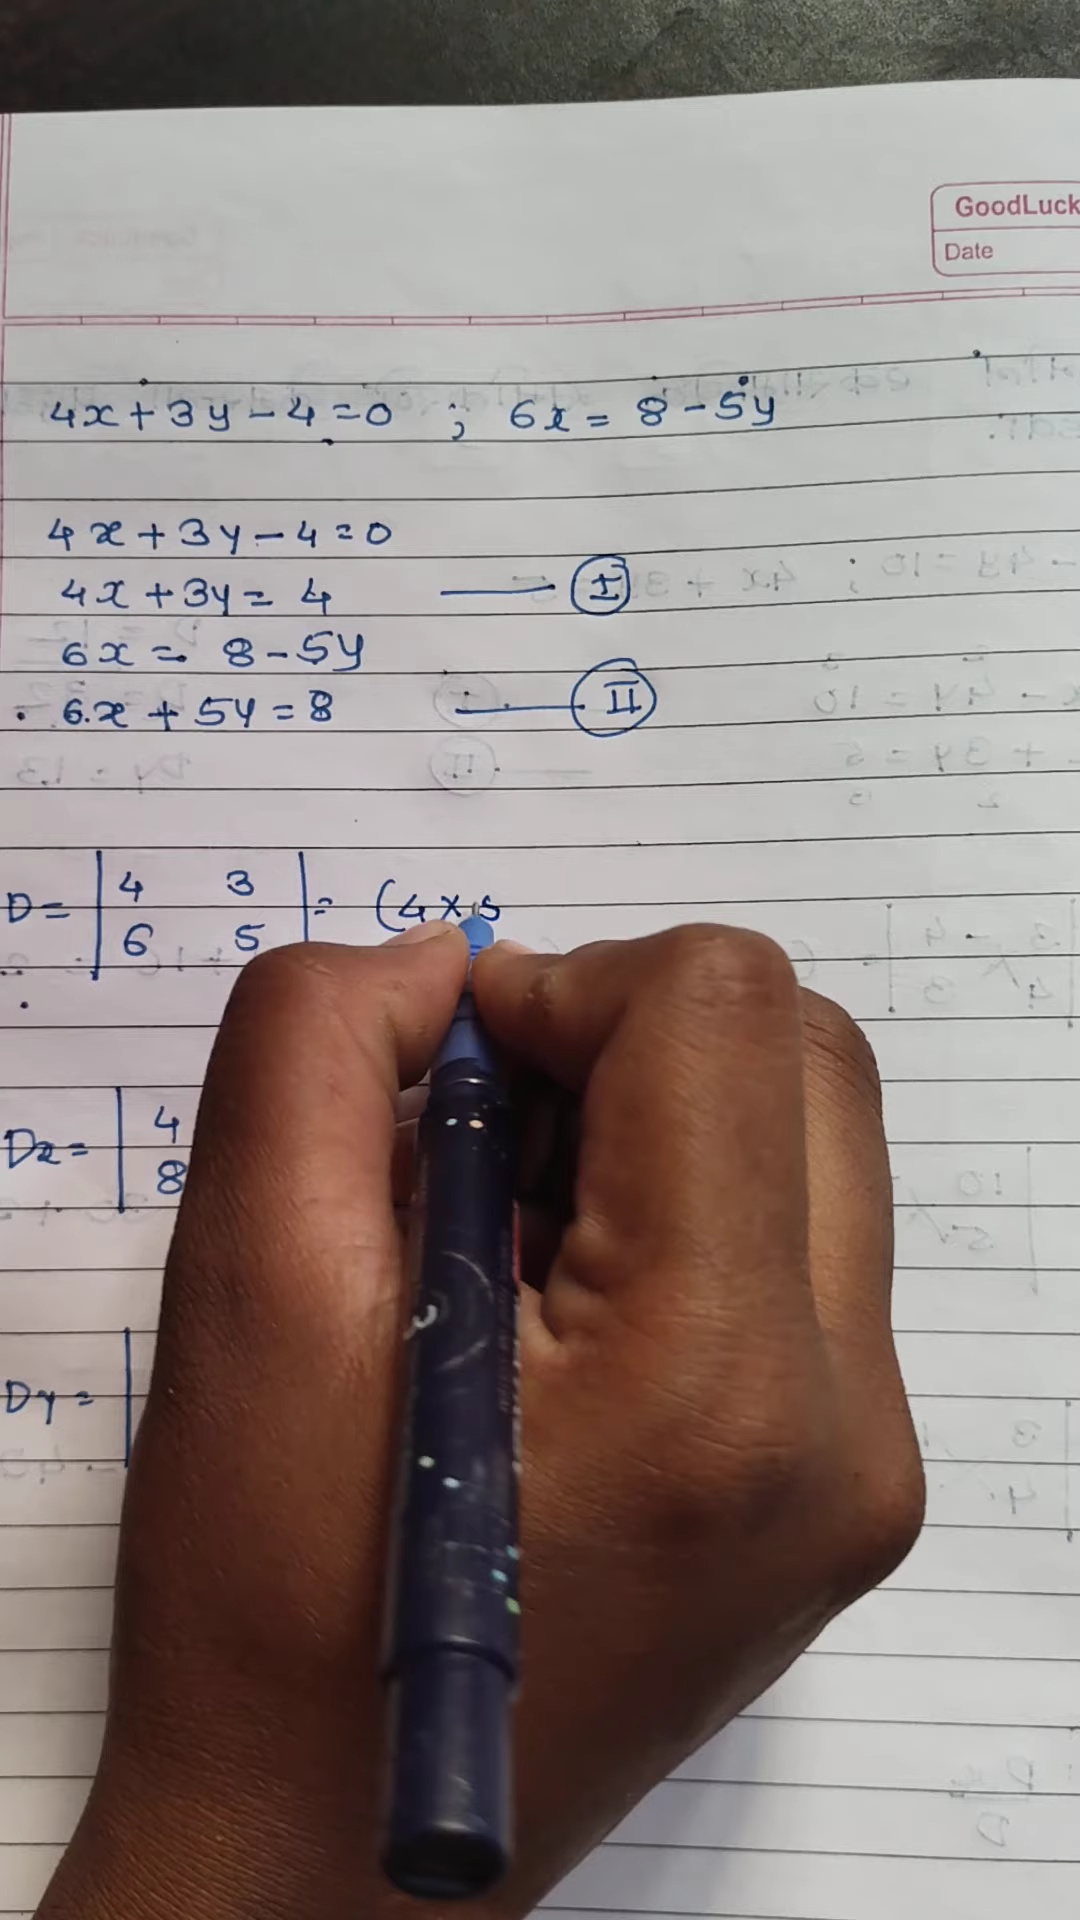 GoodLuck
Date
4x + 3y - 4 = 0 ; 6x = 8 - 5y
4x + 3y - 4 = 0
4x + 3y = 4 —— I
6x = 8 - 5y
6x + 5y = 8 —— II
D = | 4 3 | = (4 × 5
6 5
Dx = | 4
8
Dy = |